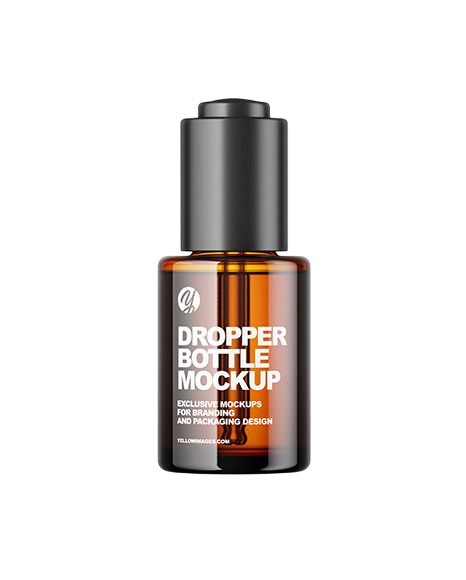 Y
DROPPER
BOTTLE
MOCKUP
EXCLUSIVE MOCKUPS
FOR BRANDING
AND PACKAGING DESIGN
YELLOWIMAGES.COM